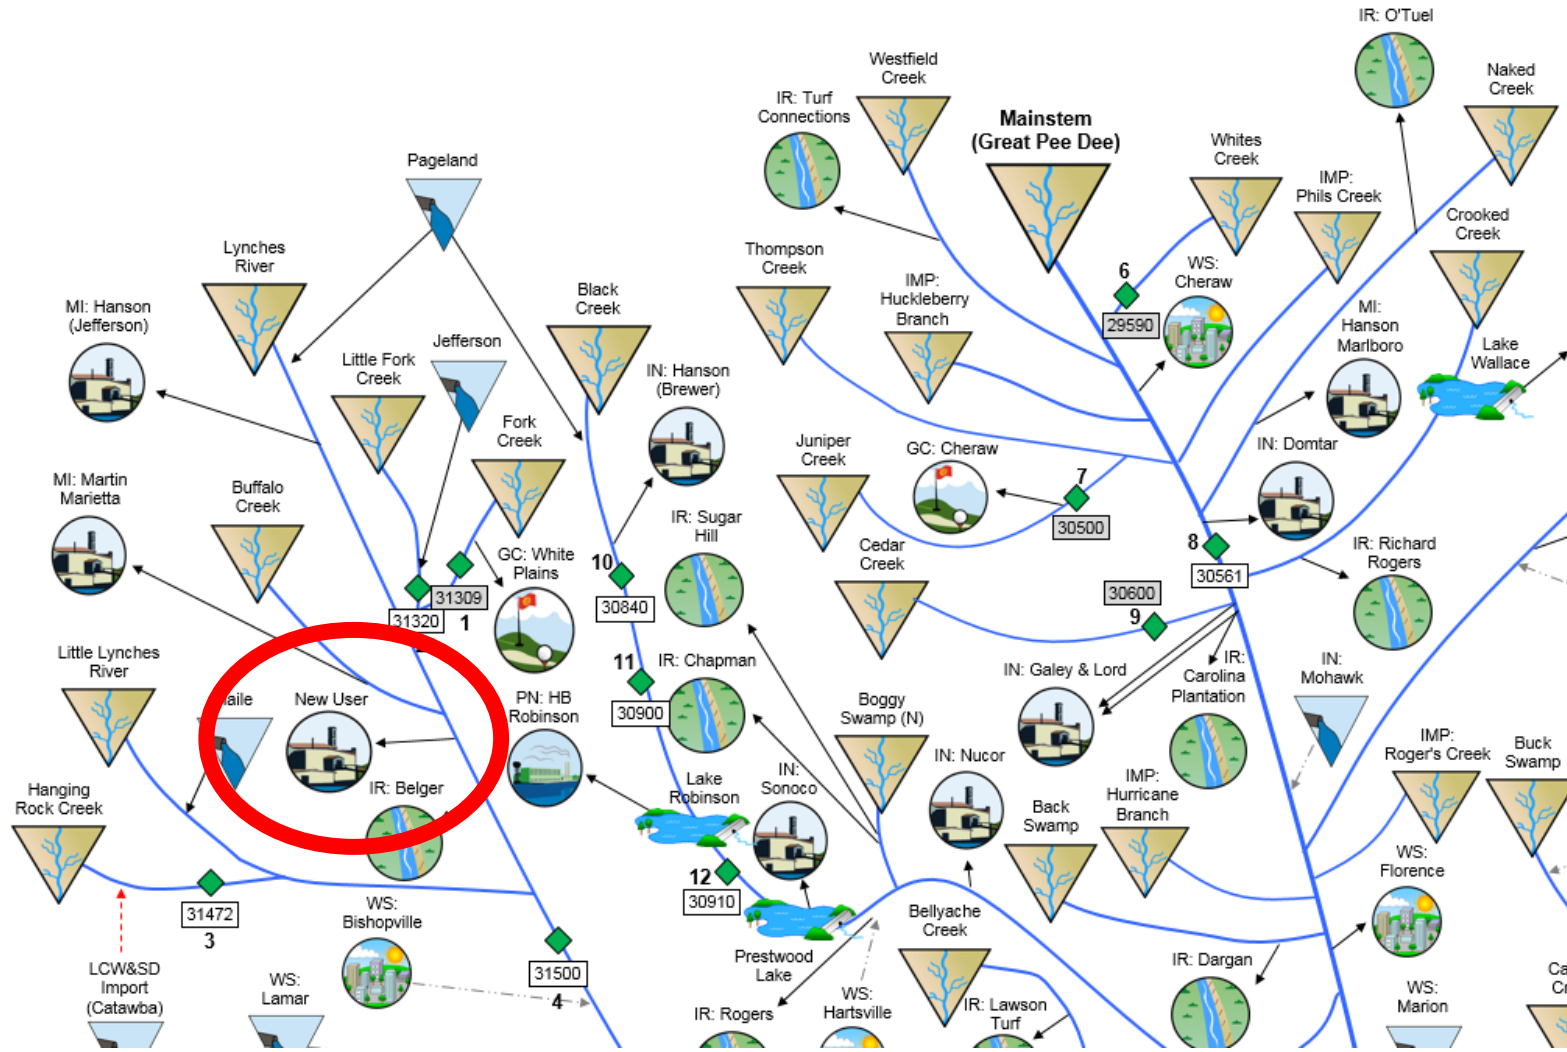 IR: O'Tuel
Westfield
Creek
Naked
Creek
IR: Turf
Connections
Mainstem
(Great Pee Dee)
Whites
Creek
Pageland
IMP:
Phils Creek
Crooked
Creek
Lynches
River
Thompson
Creek
6
WS:
Cheraw
IMP:
Huckleberry
Branch
Black
Creek
MI: Hanson
(Jefferson)
29590
MI:
Hanson
Marlboro
Jefferson
Lake
Wallace
Little Fork
Creek
IN: Hanson
(Brewer)
Fork
Creek
Juniper
Creek
GC: Cheraw
IN: Domtar
7
MI: Martin
Marietta
Buffalo
Creek
IR: Sugar
Hill
30500
GC: White
Plains
10
Cedar
Creek
8
IR: Richard
Rogers
30561
31309
30840
30600
31320
1
9
Little Lynches
River
11
IR: Chapman
IN: Galey & Lord
IR:
Carolina
Plantation
IN:
Mohawk
New User
PN: HB
Robinson
30900
Boggy
Swamp (N)
IMP:
Roger's Creek
Buck
Swamp
IN: Nucor
Lake
Robinson
IN:
Sonoco
IMP:
Hurricane
Branch
Hanging
Rock Creek
IR: Belger
Back
Swamp
WS:
Florence
12
30910
WS:
Bishopville
31472
3
Bellyache
Creek
Prestwood
Lake
31500
4
LCW&SD
Import
(Catawba)
WS:
Lamar
IR: Dargan
WS:
Marion
IR: Rogers
WS:
Hartsville
IR: Lawson
Turf